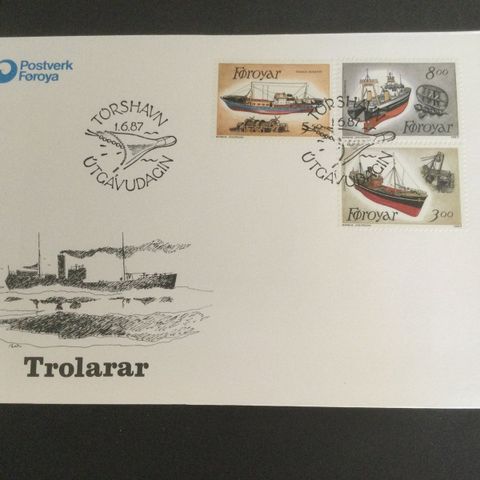 Postverk
Føroya
TÓRSHAVN
1.6.87
ÚTGÁVUDAGIN
Føroyar
8.00
Føroyar
TÓRSHAVN
1.6.87
ÚTGÁVUDAGIN
Føroyar
3.00
Trolarar